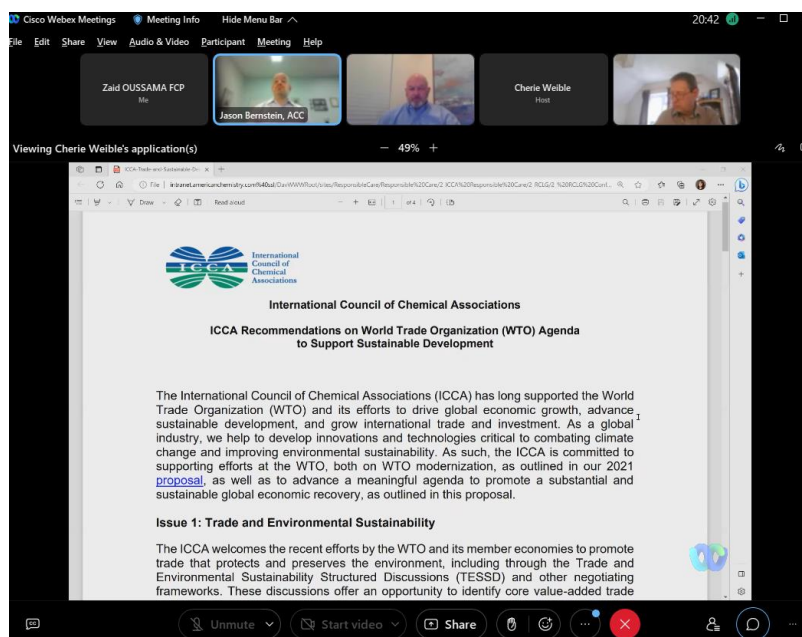 Cisco Webex Meetings Meeting Info Hide Menu Bar 20:42
File Edit Share View Audio & Video Participant Meeting Help
Zaid OUSSAMA FCP
Me
Jason Bernstein, ACC
Cherie Weible
Host
Viewing Cherie Weible's application(s) 49%
Draw Read aloud 1 of 4
ICCA
International
Council of
Chemical
Associations
International Council of Chemical Associations
ICCA Recommendations on World Trade Organization (WTO) Agenda
to Support Sustainable Development
The International Council of Chemical Associations (ICCA) has long supported the World
Trade Organization (WTO) and its efforts to drive global economic growth, advance
sustainable development, and grow international trade and investment. As a global
industry, we help to develop innovations and technologies critical to combating climate
change and improving environmental sustainability. As such, the ICCA is committed to
supporting efforts at the WTO, both on WTO modernization, as outlined in our 2021
proposal, as well as to advance a meaningful agenda to promote a substantial and
sustainable global economic recovery, as outlined in this proposal.
Issue 1: Trade and Environmental Sustainability
The ICCA welcomes the recent efforts by the WTO and its member economies to promote
trade that protects and preserves the environment, including through the Trade and
Environmental Sustainability Structured Discussions (TESSD) and other negotiating
frameworks. These discussions offer an opportunity to identify core value-added trade
Unmute Start video Share